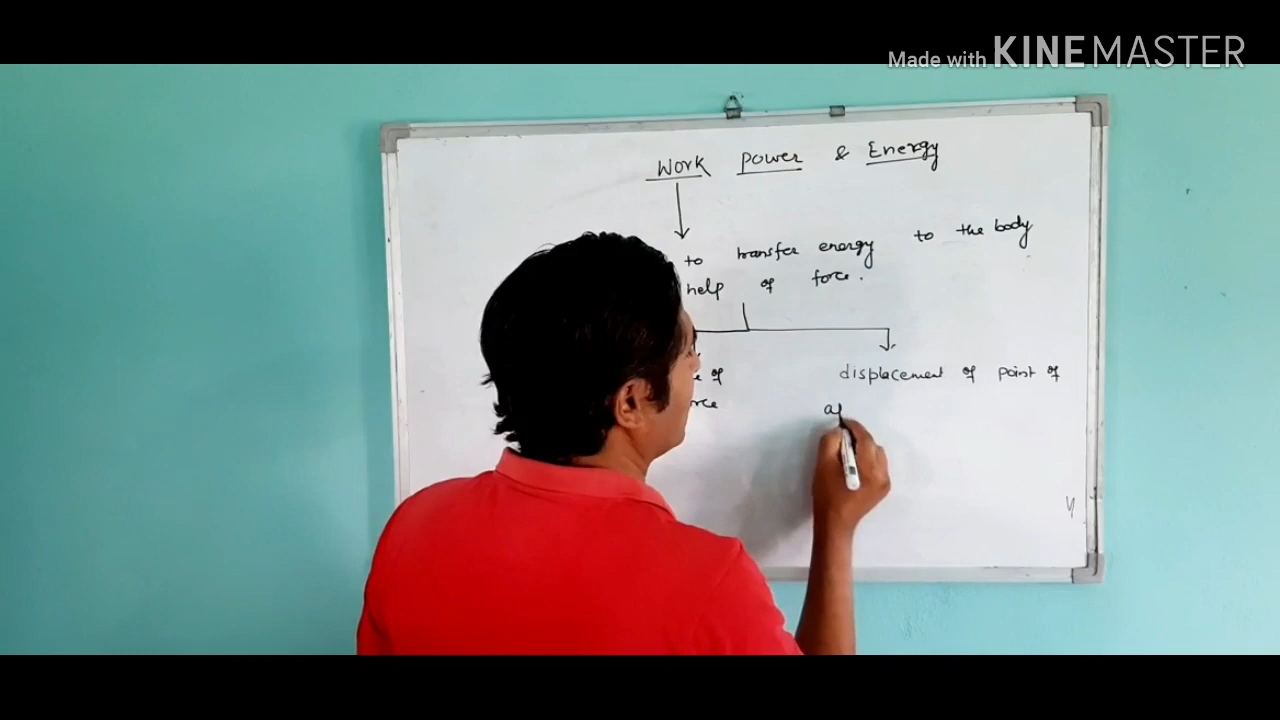 Made with KINEMASTER
Work Power & Energy
to transfer energy to the body
help of force.
of
displacement of point of